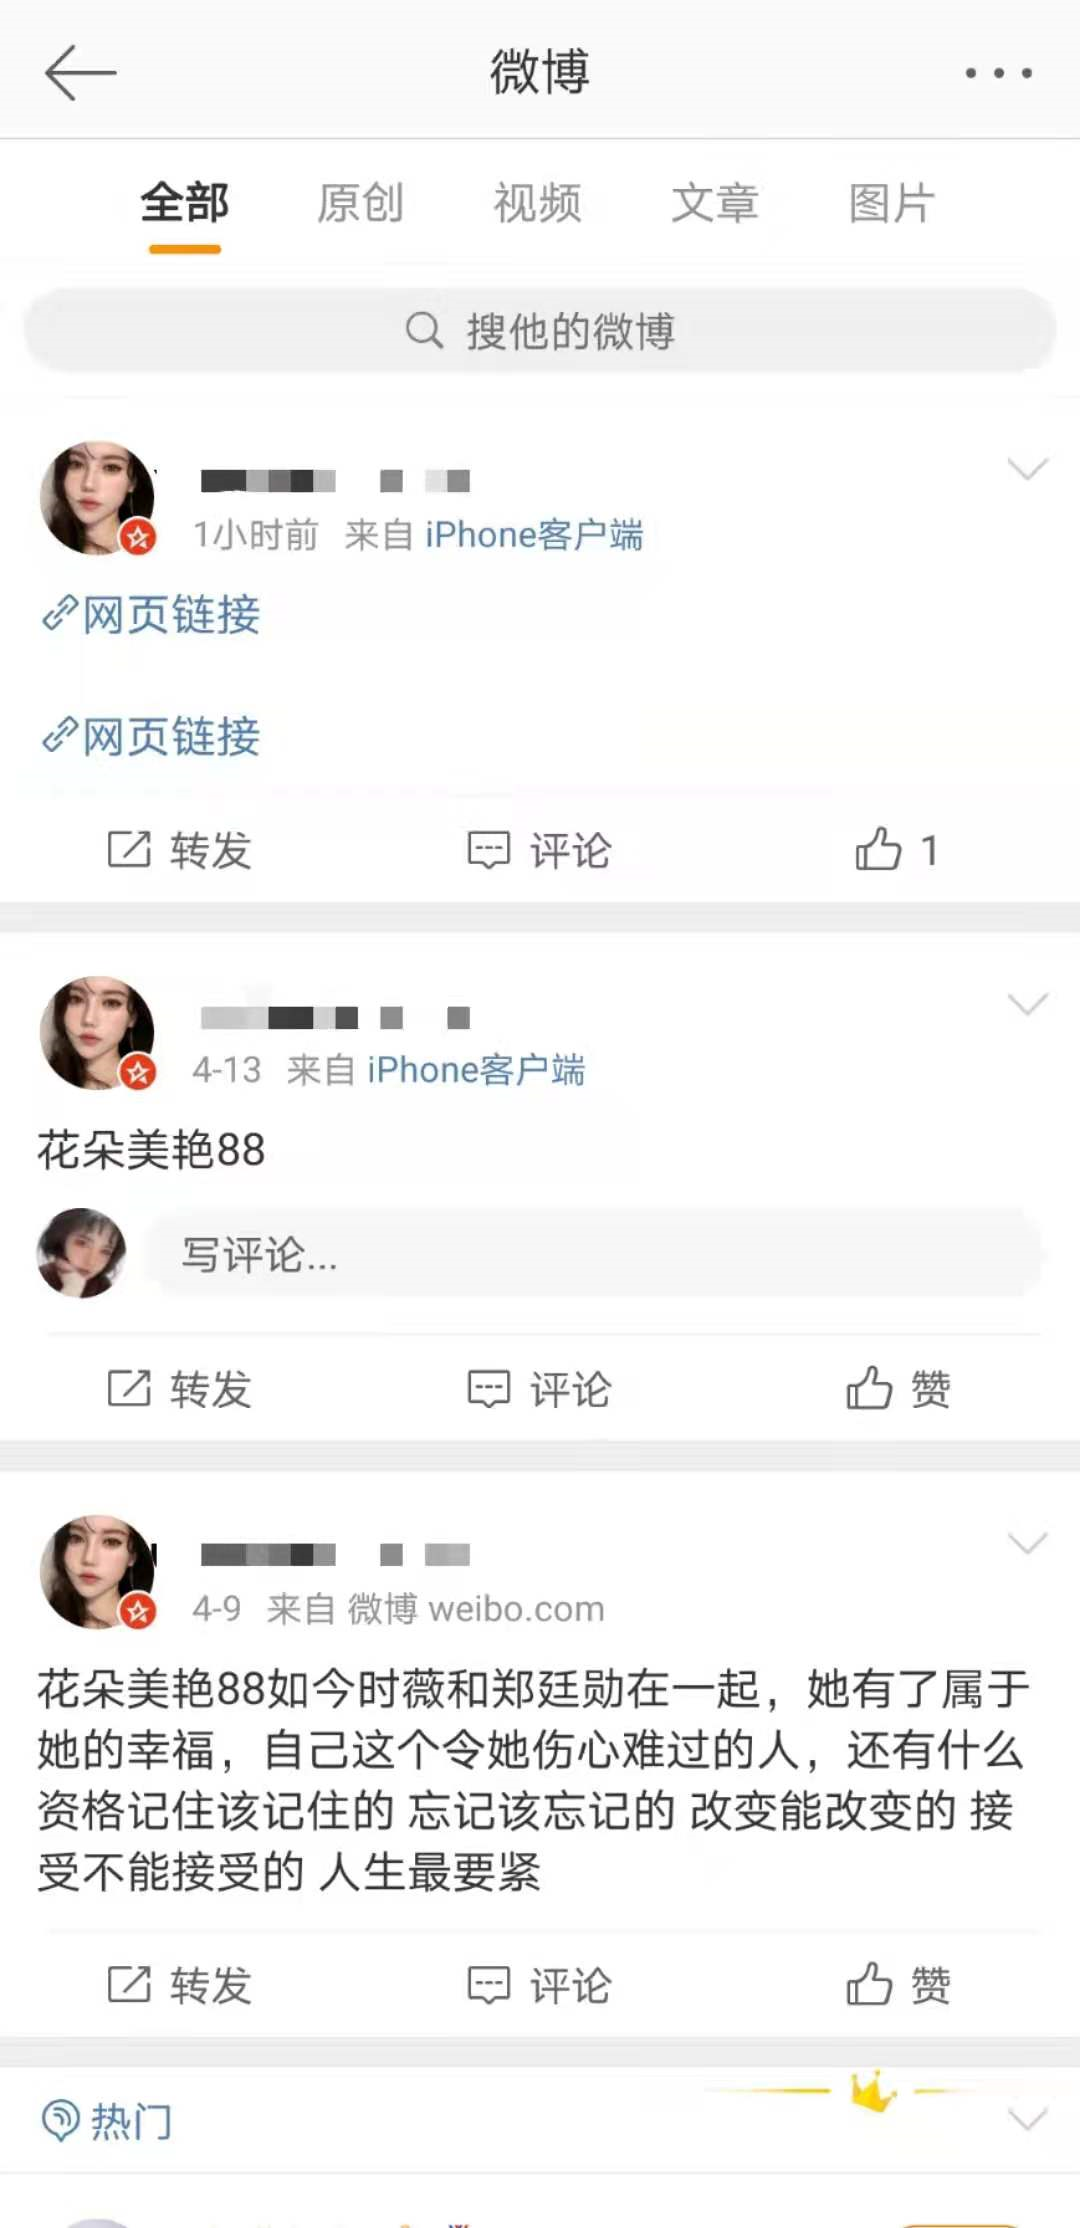 微博
全部 原创 视频 文章 图片
搜他的微博
1小时前 来自 iPhone客户端
网页链接
网页链接
转发 评论 1
4-13 来自 iPhone客户端
花朵美艳88
写评论...
转发 评论 赞
4-9 来自 微博 weibo.com
花朵美艳88如今时薇和郑廷勋在一起，她有了属于
她的幸福，自己这个令她伤心难过的人，还有什么
资格记住该记住的 忘记该忘记的 改变能改变的 接
受不能接受的 人生最要紧
转发 评论 赞
热门